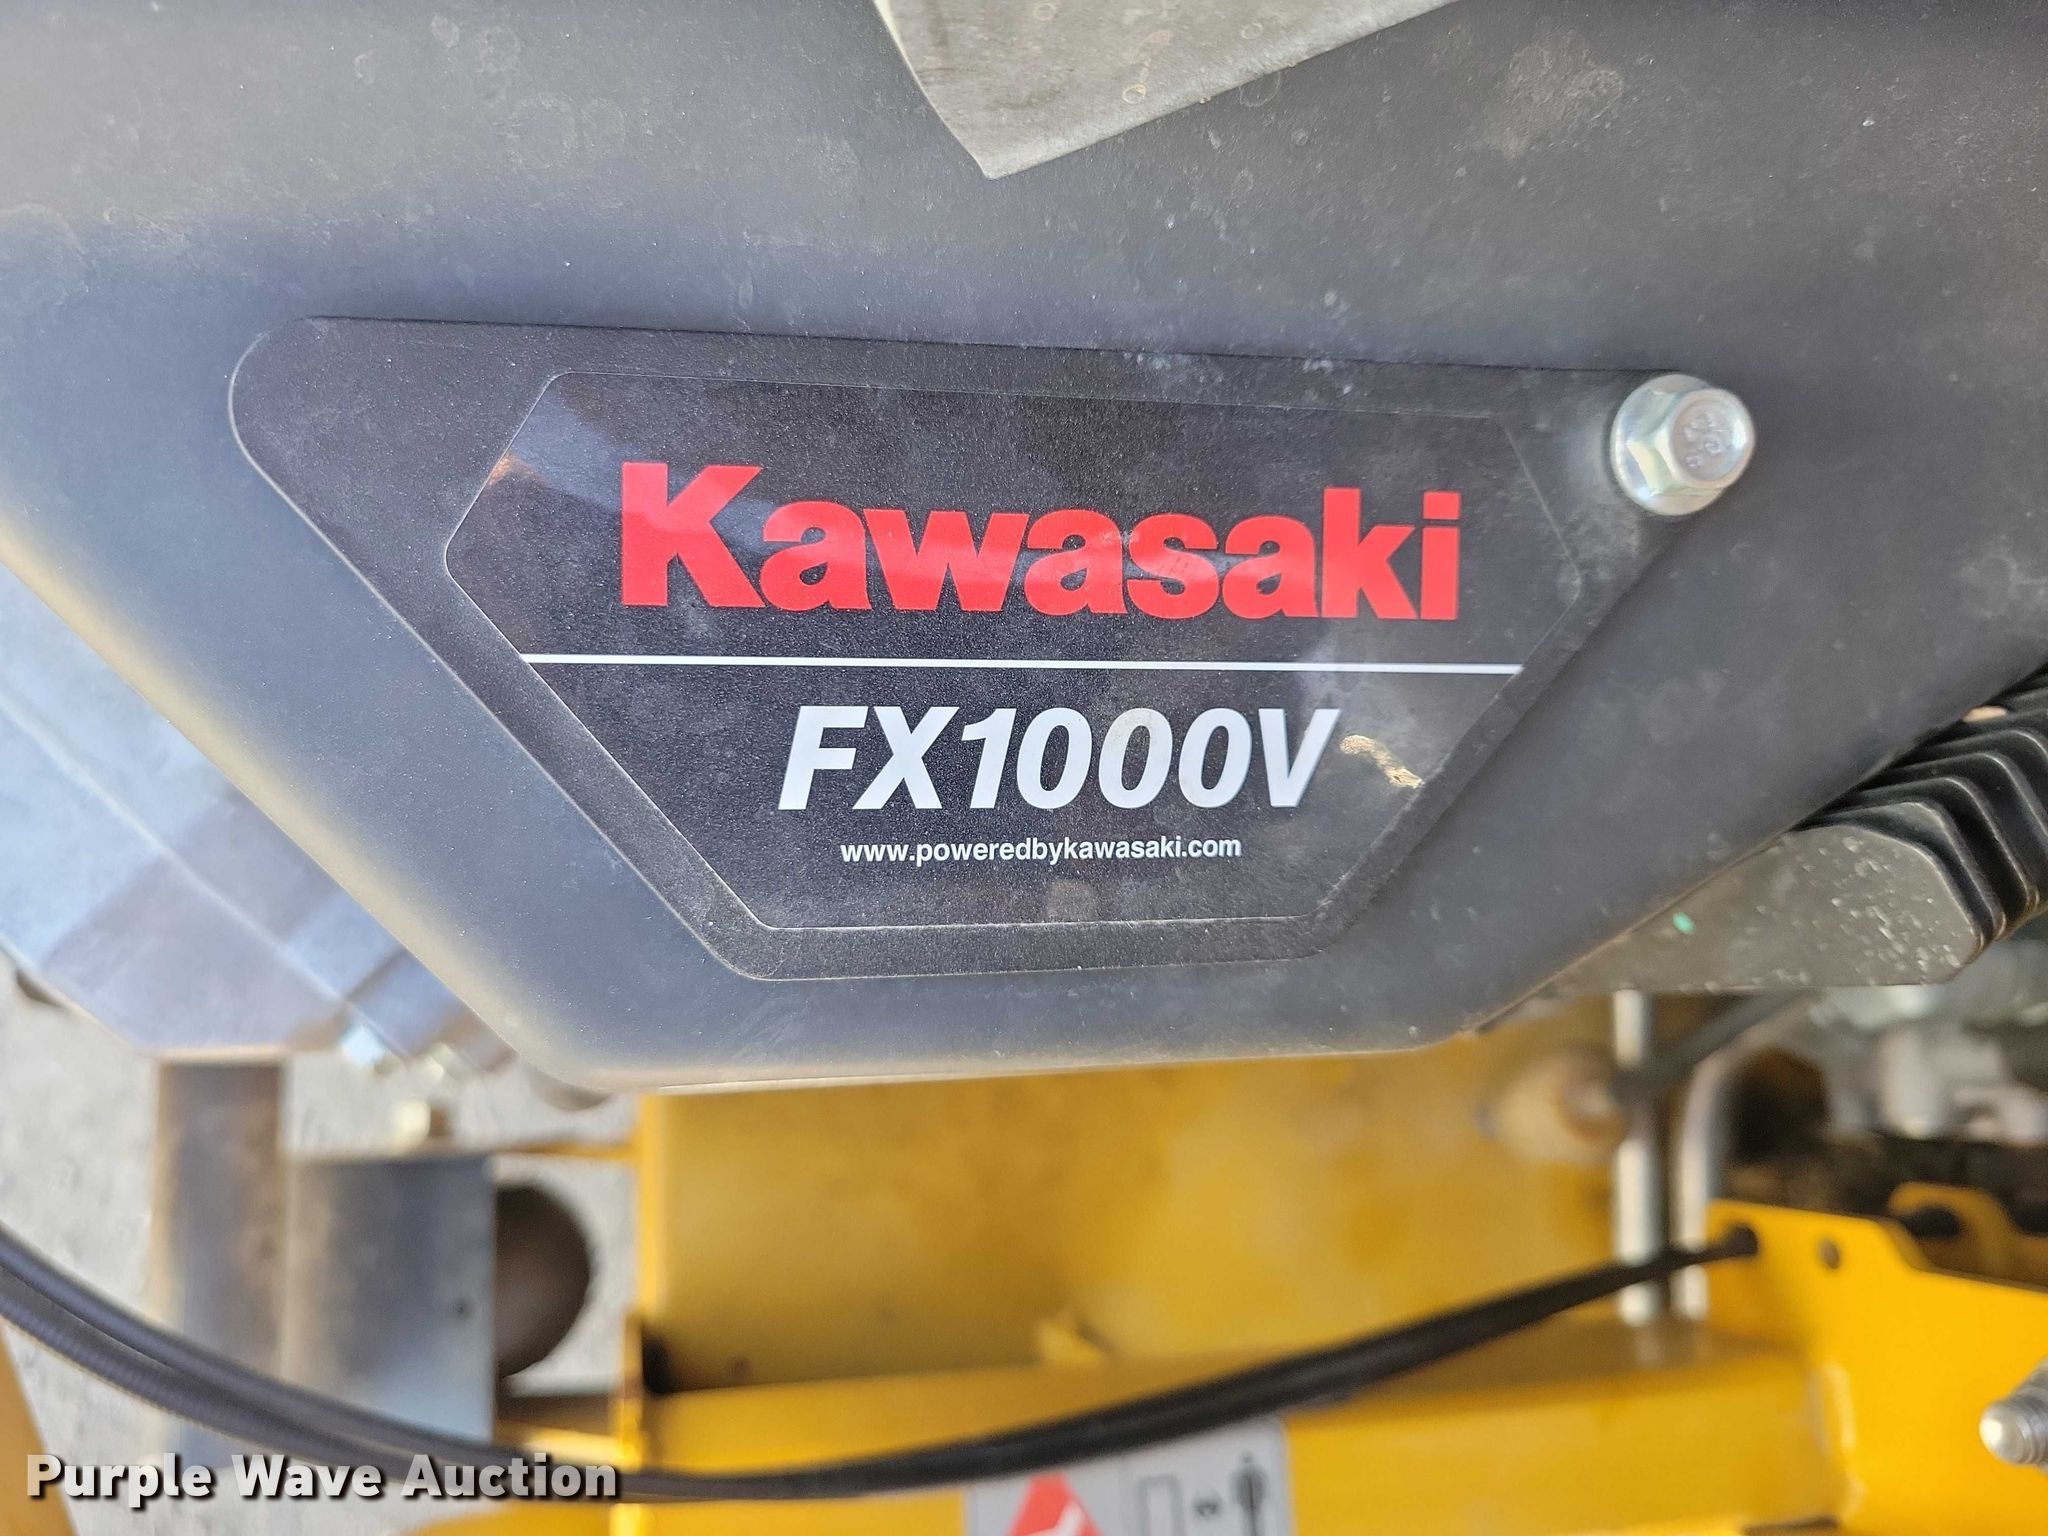 Kawasaki
FX1000V
www.poweredbykawasaki.com
Purple Wave Auction